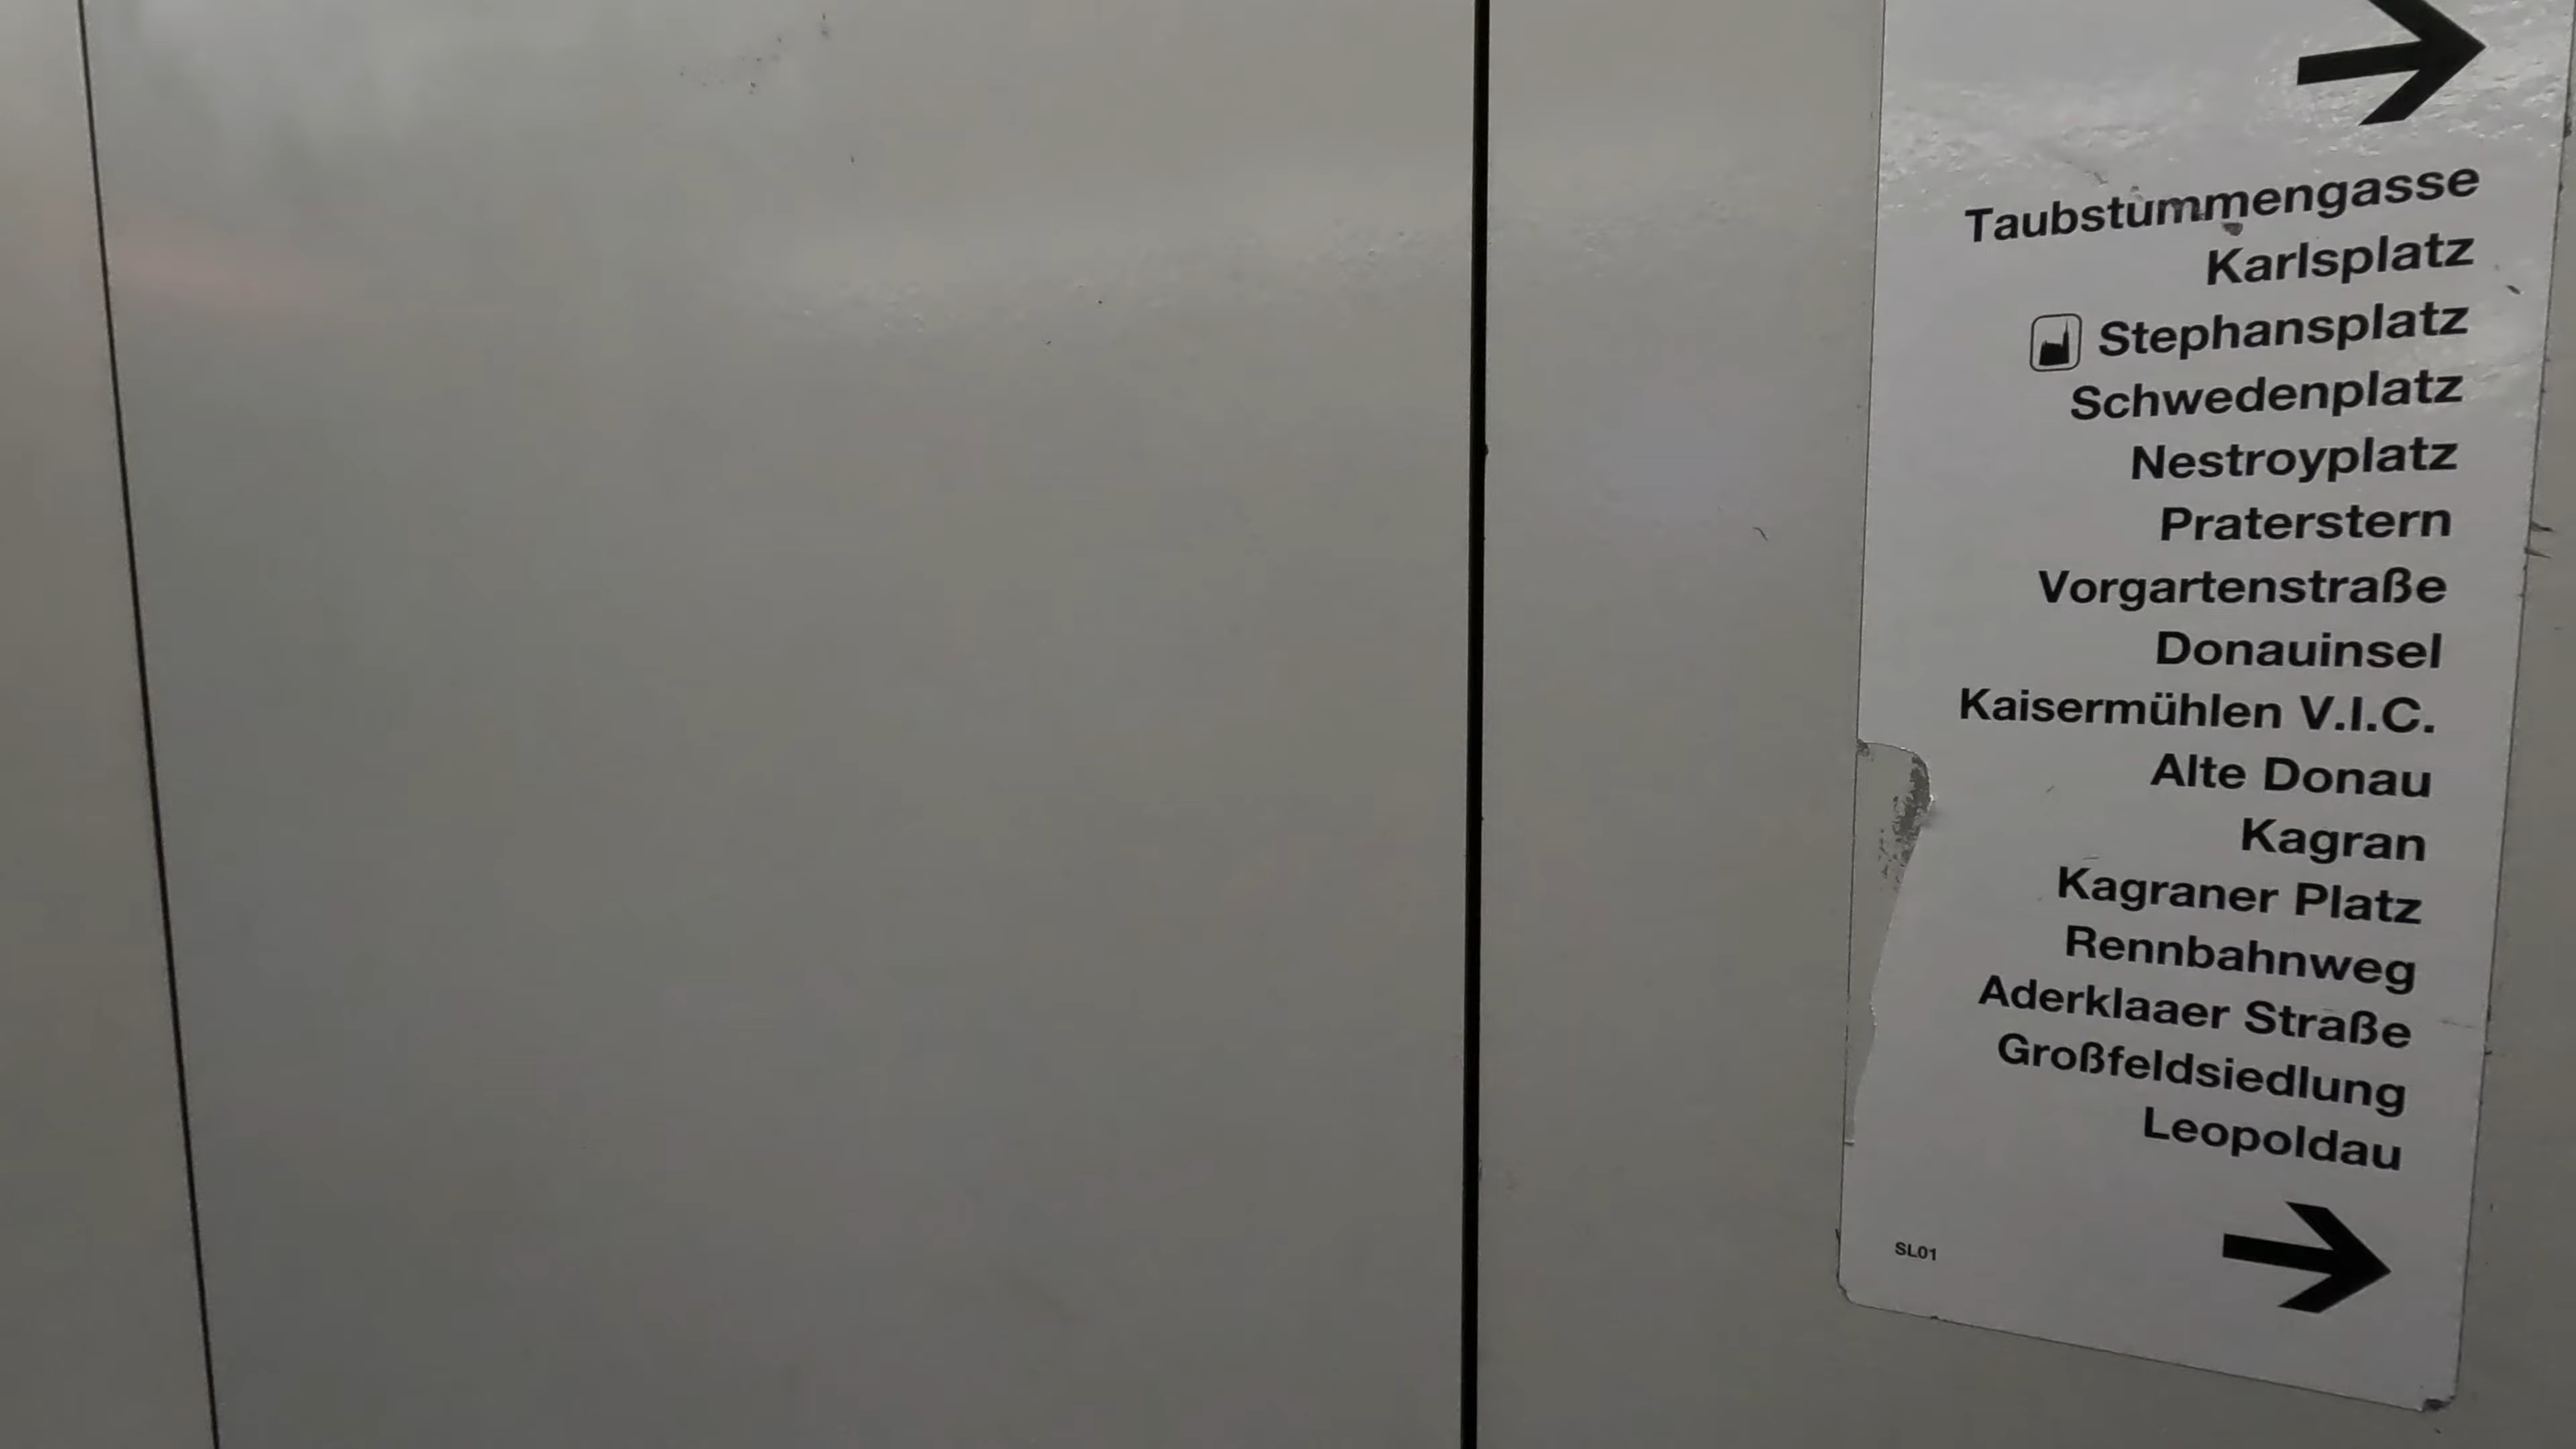 Taubstummengasse
Karlsplatz
Stephansplatz
Schwedenplatz
Nestroyplatz
Praterstern
Vorgartenstraße
Donauinsel
Kaisermühlen V.I.C.
Alte Donau
Kagran
Kagraner Platz
Rennbahnweg
Aderklaaer Straße
Großfeldsiedlung
Leopoldau
SL01